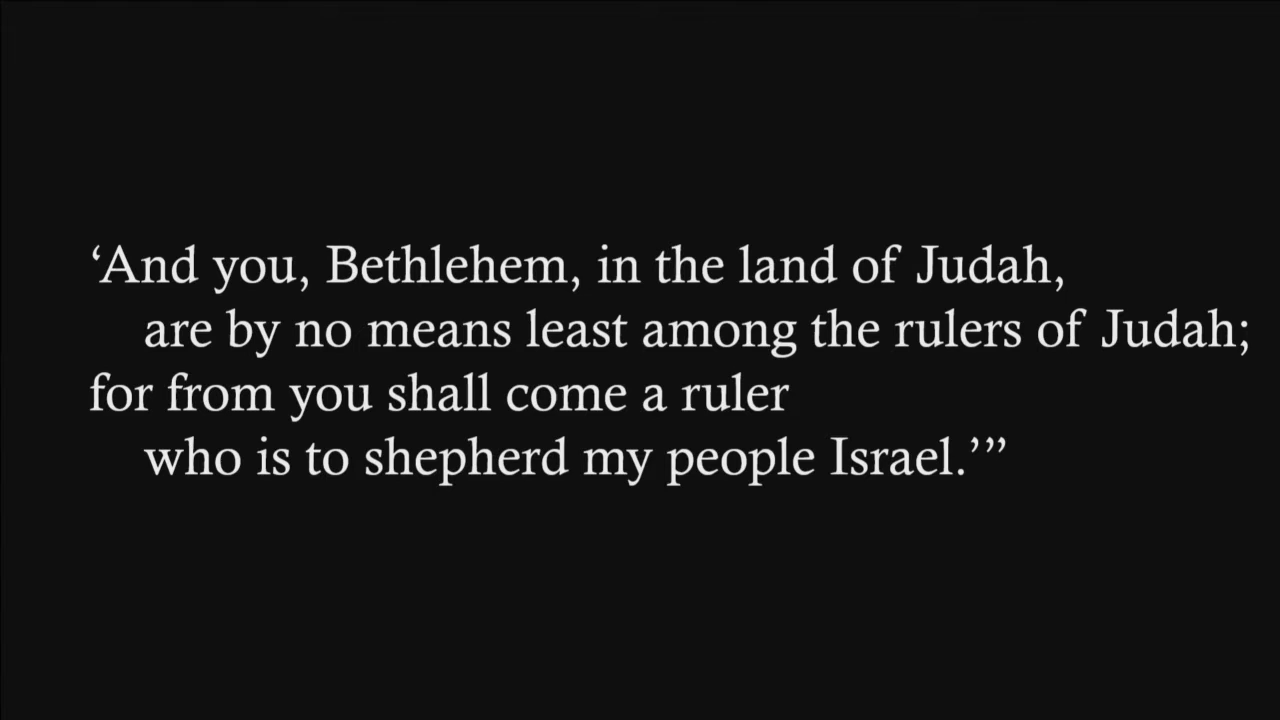 ‘And you, Bethlehem, in the land of Judah,
are by no means least among the rulers of Judah;
for from you shall come a ruler
who is to shepherd my people Israel.’”